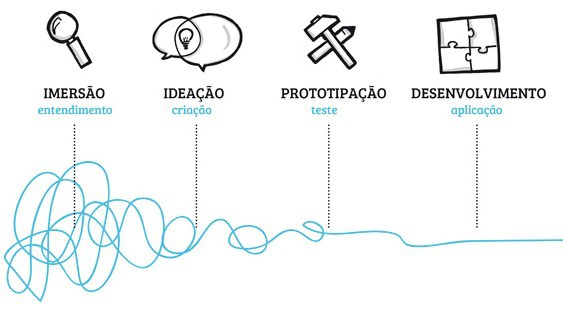 IMERSÃO
entendimento
IDEAÇÃO
criação
PROTOTIPAÇÃO
teste
DESENVOLVIMENTO
aplicação